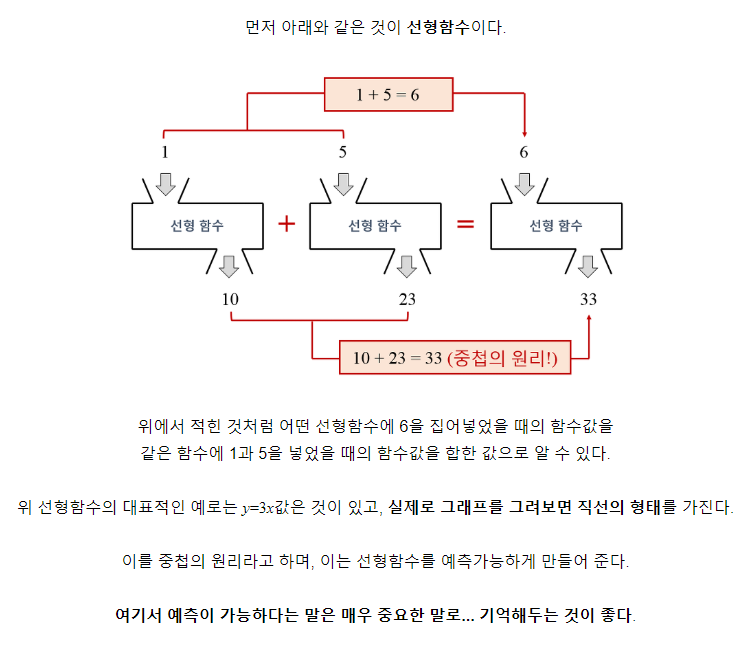 먼저 아래와 같은 것이 선형함수이다.
1 + 5 = 6
1 5 6
선형 함수 + 선형 함수 = 선형 함수
10 23 33
10 + 23 = 33 (중첩의 원리!)
위에서 적힌 것처럼 어떤 선형함수에 6을 집어넣었을 때의 함수값을
같은 함수에 1과 5을 넣었을 때의 함수값을 합한 값으로 알 수 있다.
위 선형함수의 대표적인 예로는 y=3x값은 것이 있고, 실제로 그래프를 그려보면 직선의 형태를 가진다.
이를 중첩의 원리라고 하며, 이는 선형함수를 예측가능하게 만들어 준다.
여기서 예측이 가능하다는 말은 매우 중요한 말로... 기억해두는 것이 좋다.